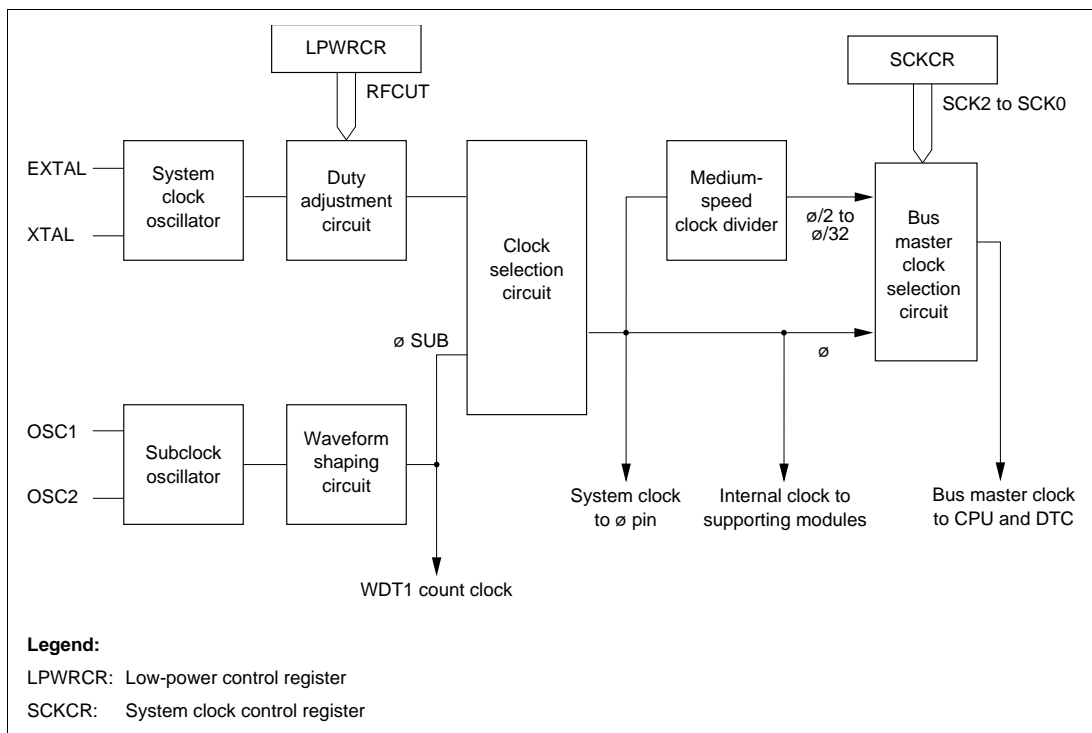 LPWRCR
RFCUT
SCKCR
SCK2 to SCK0
EXTAL
XTAL
System
clock
oscillator
Duty
adjustment
circuit
Clock
selection
circuit
Medium-
speed
clock divider
ø/2 to
ø/32
Bus
master
clock
selection
circuit
ø SUB
ø
OSC1
OSC2
Subclock
oscillator
Waveform
shaping
circuit
System clock
to ø pin
Internal clock to
supporting modules
Bus master clock
to CPU and DTC
WDT1 count clock
Legend:
LPWRCR: Low-power control register
SCKCR: System clock control register